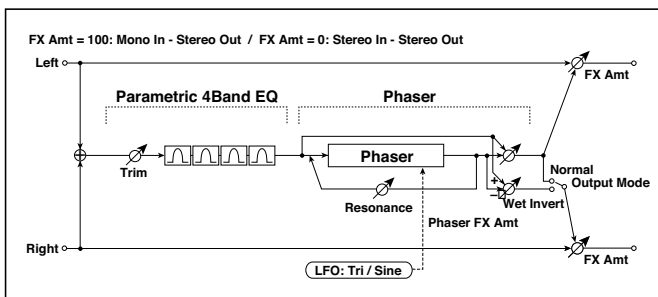 FX Amt = 100: Mono In - Stereo Out / FX Amt = 0: Stereo In - Stereo Out
Left
FX Amt
Parametric 4Band EQ
Phaser
Phaser
Trim
Resonance
+
−
Wet Invert
Normal
Output Mode
Phaser FX Amt
Right
FX Amt
LFO: Tri / Sine